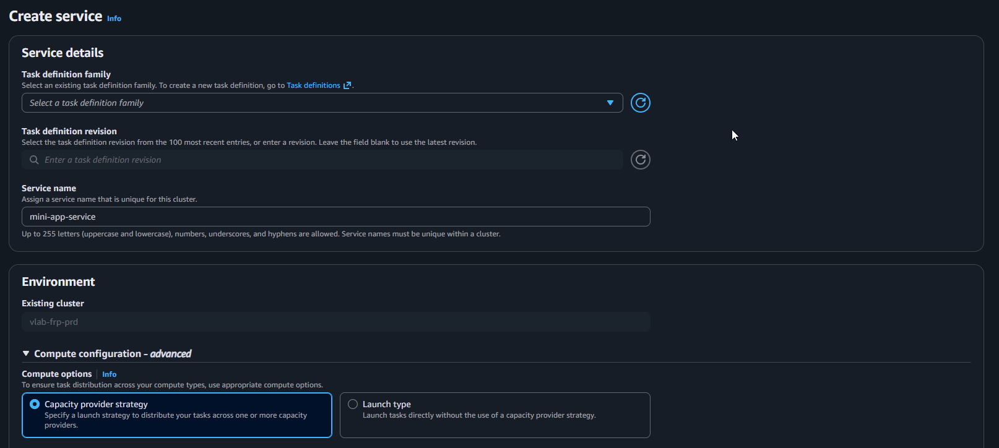 Create service Info
Service details
Task definition family
Select an existing task definition family. To create a new task definition, go to Task definitions.
Select a task definition family
Task definition revision
Select the task definition revision from the 100 most recent entries, or enter a revision. Leave the field blank to use the latest revision.
Enter a task definition revision
Service name
Assign a service name that is unique for this cluster.
mini-app-service
Up to 255 letters (uppercase and lowercase), numbers, underscores, and hyphens are allowed. Service names must be unique within a cluster.
Environment
Existing cluster
vlab-frp-prd
Compute configuration - advanced
Compute options Info
To ensure task distribution across your compute types, use appropriate compute options.
Capacity provider strategy
Specify a launch strategy to distribute your tasks across one or more capacity
providers.
Launch type
Launch tasks directly without the use of a capacity provider strategy.